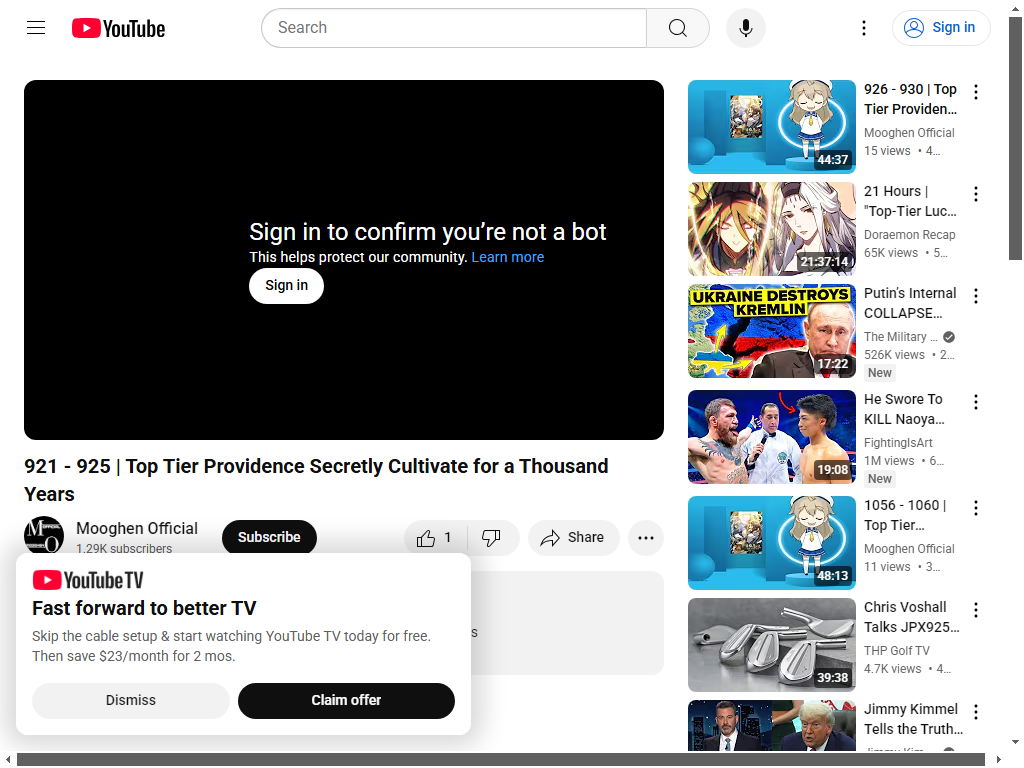 YouTube
Search
Sign in
Sign in to confirm you’re not a bot
This helps protect our community. Learn more
Sign in
921 - 925 | Top Tier Providence Secretly Cultivate for a Thousand
Years
Mooghen Official
1.29K subscribers
Subscribe
1
Share
YouTube TV
Fast forward to better TV
Skip the cable setup & start watching YouTube TV today for free.
Then save $23/month for 2 mos.
Dismiss
Claim offer
s
44:37
926 - 930 | Top
Tier Providen...
Mooghen Official
15 views • 4...
21:37:14
21 Hours |
"Top-Tier Luc...
Doraemon Recap
65K views • 5...
UKRAINE DESTROYS
KREMLIN
17:22
Putin’s Internal
COLLAPSE...
The Military ...
526K views • 2...
New
19:08
He Swore To
KILL Naoya...
FightingIsArt
1M views • 6...
New
48:13
1056 - 1060 | Top
Tier...
Mooghen Official
11 views • 3...
39:38
Chris Voshall
Talks JPX925...
THP Golf TV
4.7K views • 4...
Jimmy Kimmel
Tells the Truth...